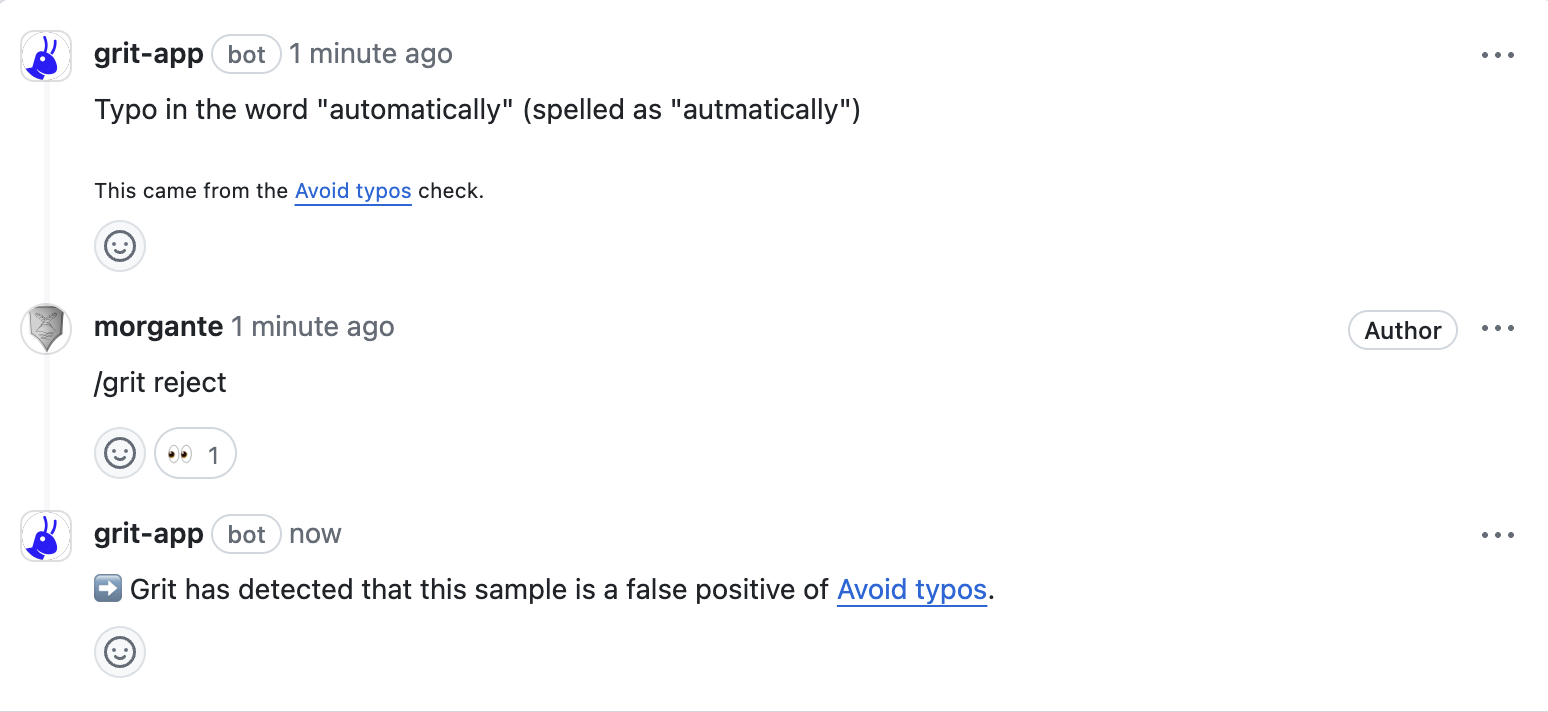 grit-app bot 1 minute ago
Typo in the word "automatically" (spelled as "autmatically")
This came from the Avoid typos check.
morgante 1 minute ago Author
/grit reject
👀 1
grit-app bot now
➡️ Grit has detected that this sample is a false positive of Avoid typos.